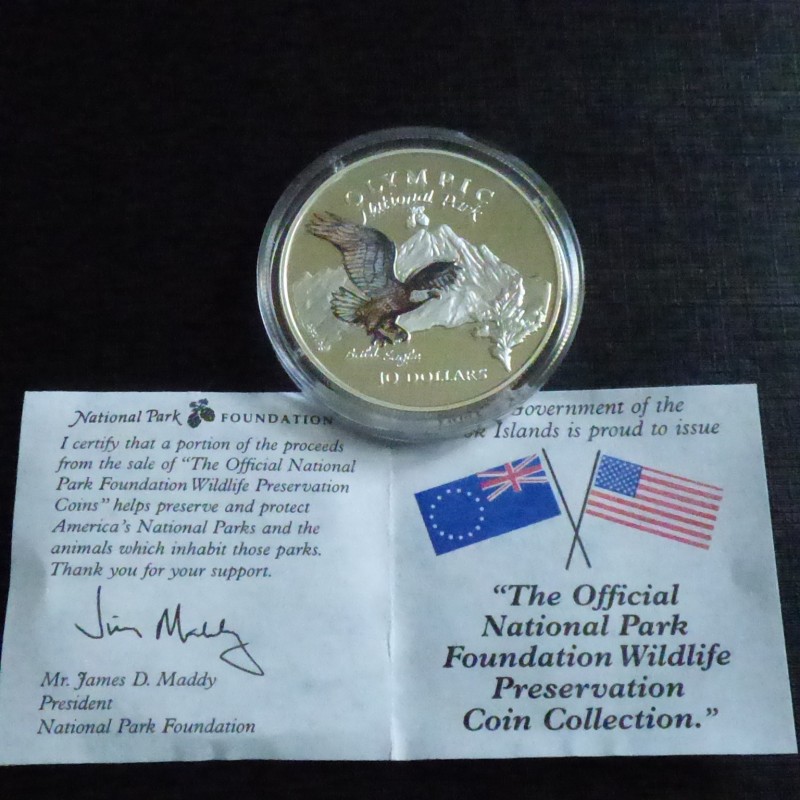 OLYMPIC
National Park
Bald Eagle
10 DOLLARS
National Park FOUNDATION
I certify that a portion of the proceeds
from the sale of "The Official National
Park Foundation Wildlife Preservation
Coins" helps preserve and protect
America's National Parks and the
animals which inhabit those parks.
Thank you for your support.
Jim Maddy
Mr. James D. Maddy
President
National Park Foundation
Government of the
Islands is proud to issue
"The Official
National Park
Foundation Wildlife
Preservation
Coin Collection."